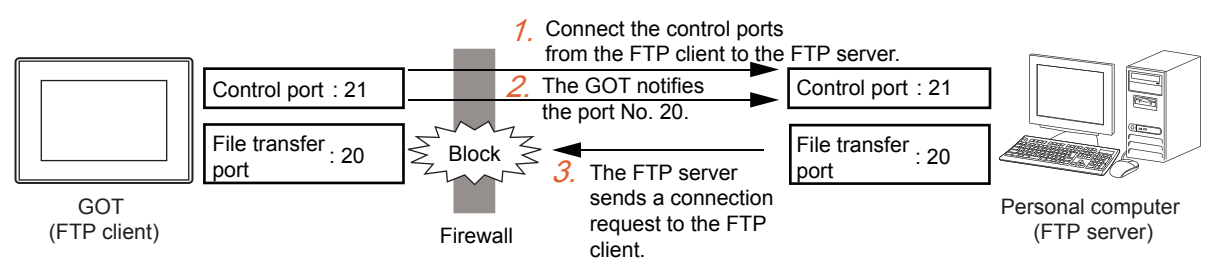 1. Connect the control ports
from the FTP client to the FTP server.
Control port : 21
2. The GOT notifies
the port No. 20.
Control port : 21
File transfer
port : 20
Block
3. The FTP server
sends a connection
request to the FTP
client.
File transfer
port : 20
GOT
(FTP client)
Firewall
Personal computer
(FTP server)